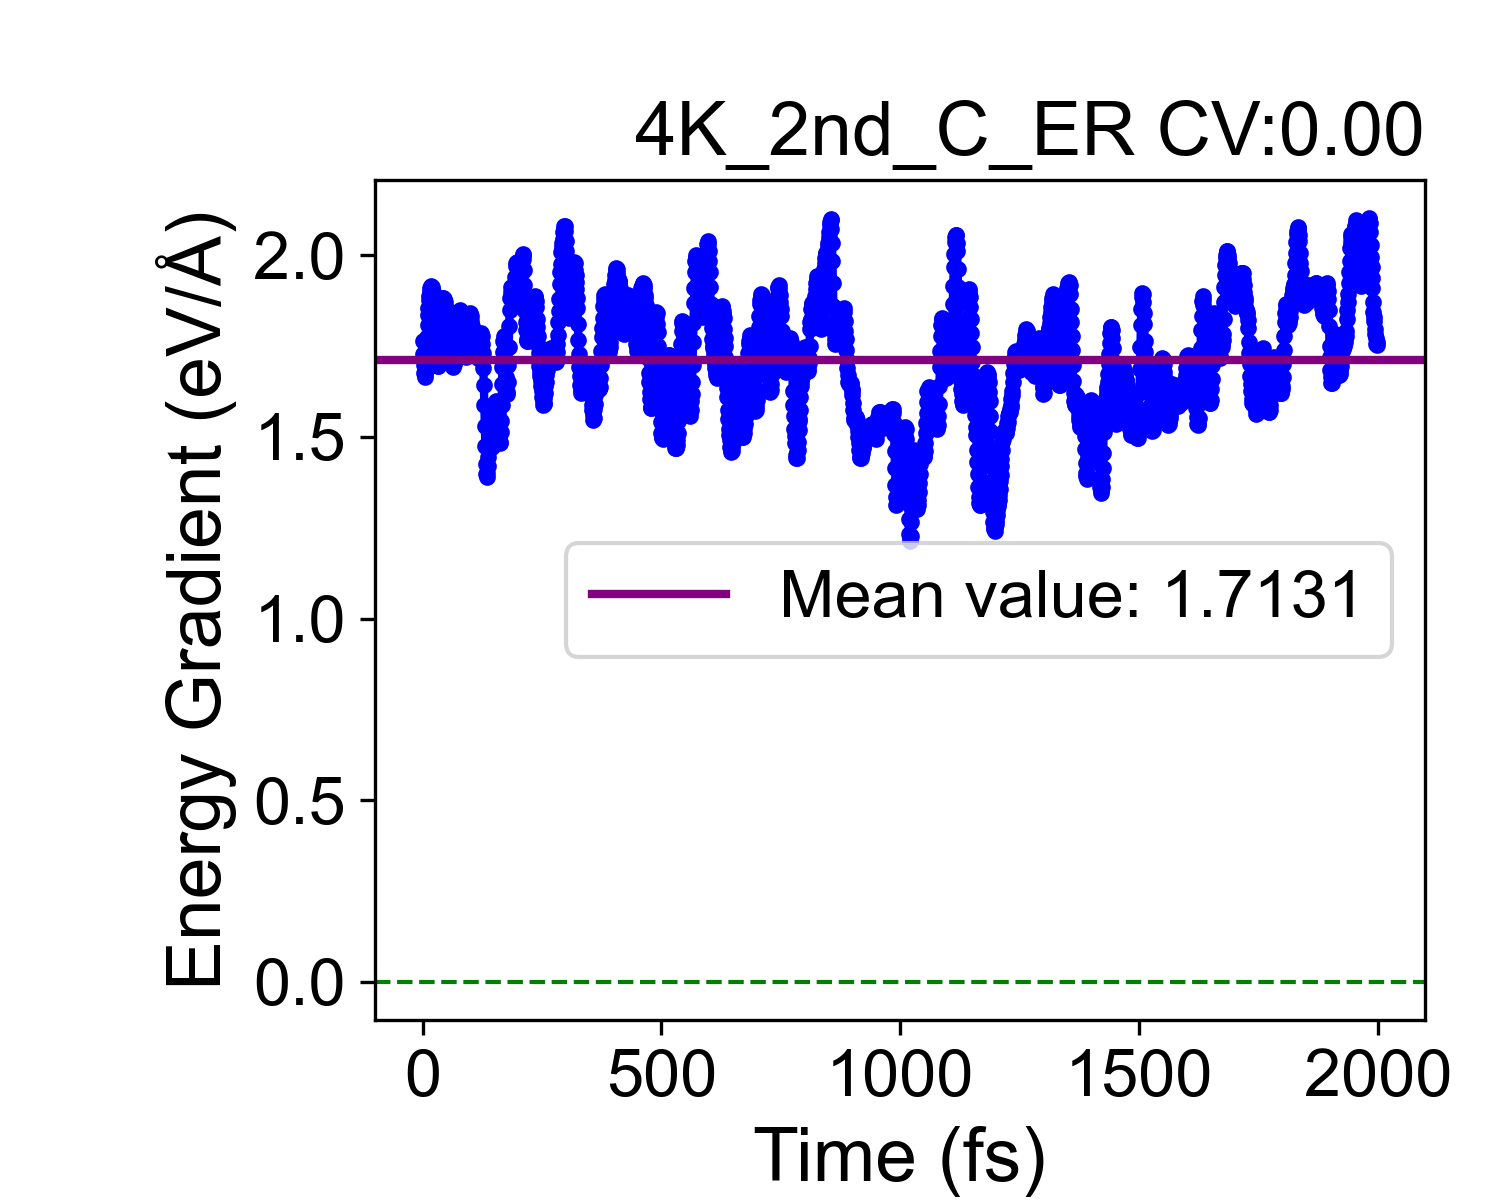 4K_2nd_C_ER CV:0.00
Energy Gradient (eV/Å)
2.0
1.5
1.0
0.5
0.0
Mean value: 1.7131
0 500 1000 1500 2000
Time (fs)